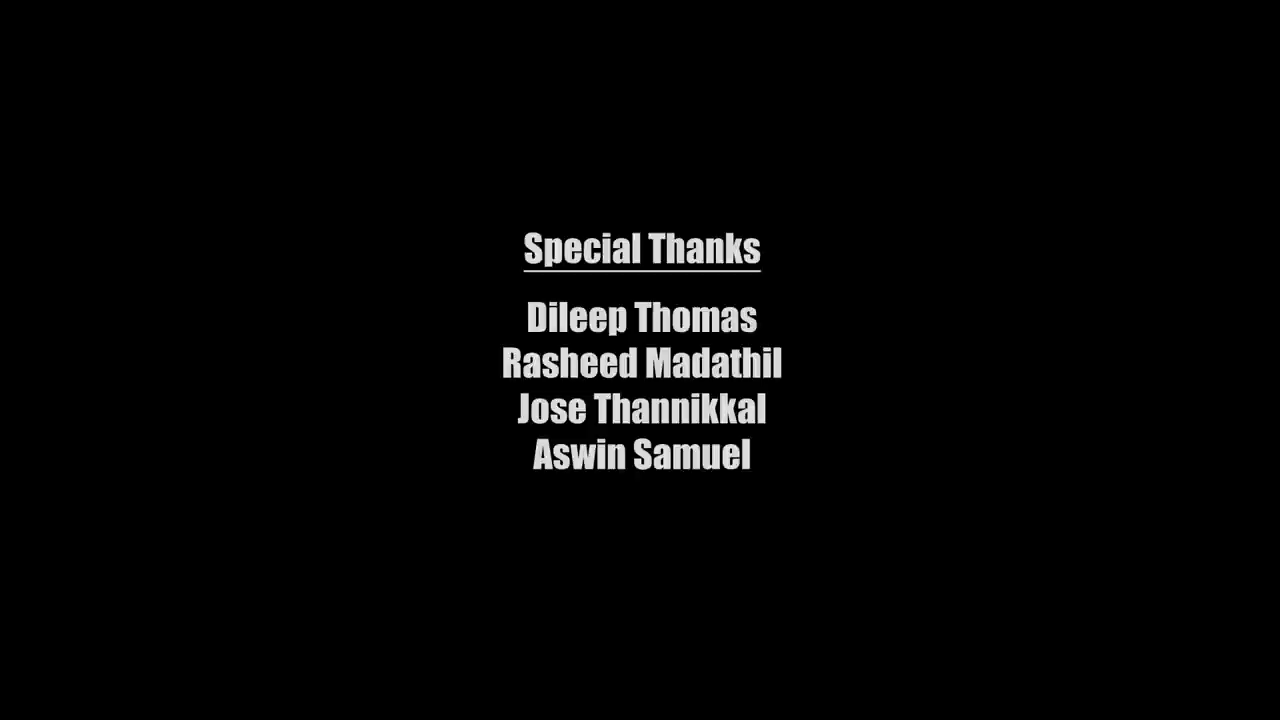 Special Thanks
Dileep Thomas
Rasheed Madathil
Jose Thannikkal
Aswin Samuel